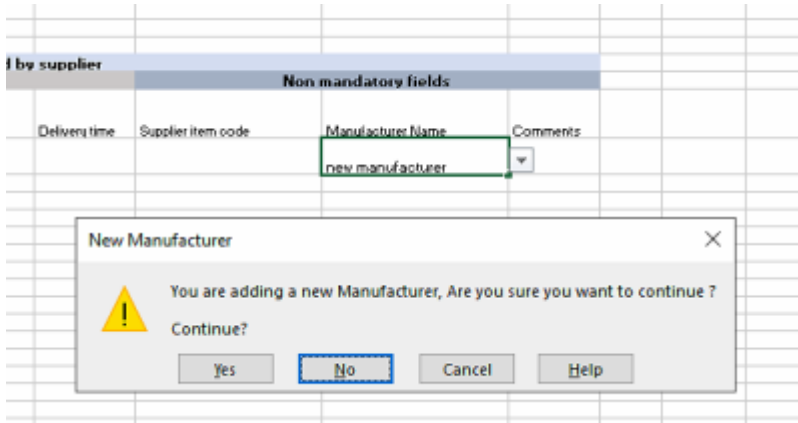 d by supplier
Non mandatory fields
Delivery time Supplier item code Manufacturer Name Comments
new manufacturer
New Manufacturer
You are adding a new Manufacturer, Are you sure you want to continue ?
Continue?
Yes No Cancel Help